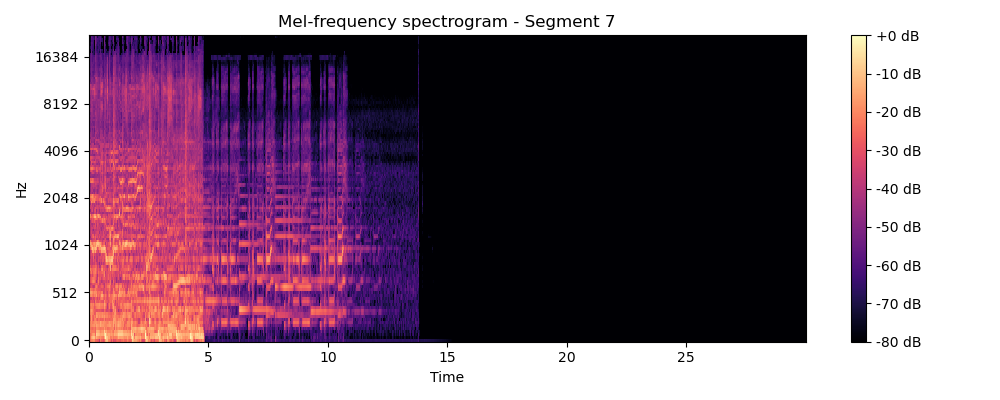 Mel-frequency spectrogram - Segment 7
Hz
16384
8192
4096
2048
1024
512
0
0 5 10 15 20 25
Time
+0 dB
-10 dB
-20 dB
-30 dB
-40 dB
-50 dB
-60 dB
-70 dB
-80 dB